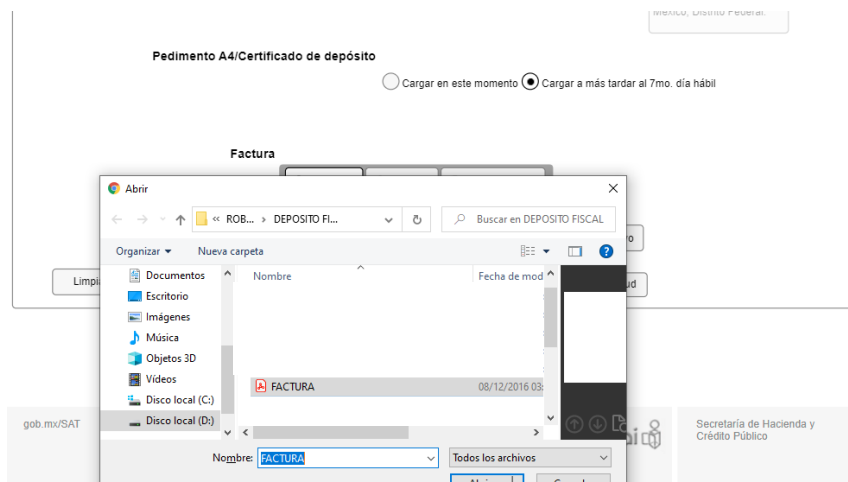 México, Distrito Federal.
Pedimento A4/Certificado de depósito
Cargar en este momento Cargar a más tardar al 7mo. día hábil
Factura
Abrir
« ROB... › DEPOSITO FI...
Buscar en DEPOSITO FISCAL
Organizar
Nueva carpeta
Documentos
Nombre
Fecha de mod
Limpi
Escritorio
Imágenes
Música
Objetos 3D
Vídeos
FACTURA
08/12/2016 03:
Disco local (C:)
Disco local (D:)
gob.mx/SAT
Secretaría de Hacienda y
Crédito Público
Nombre: FACTURA
Todos los archivos